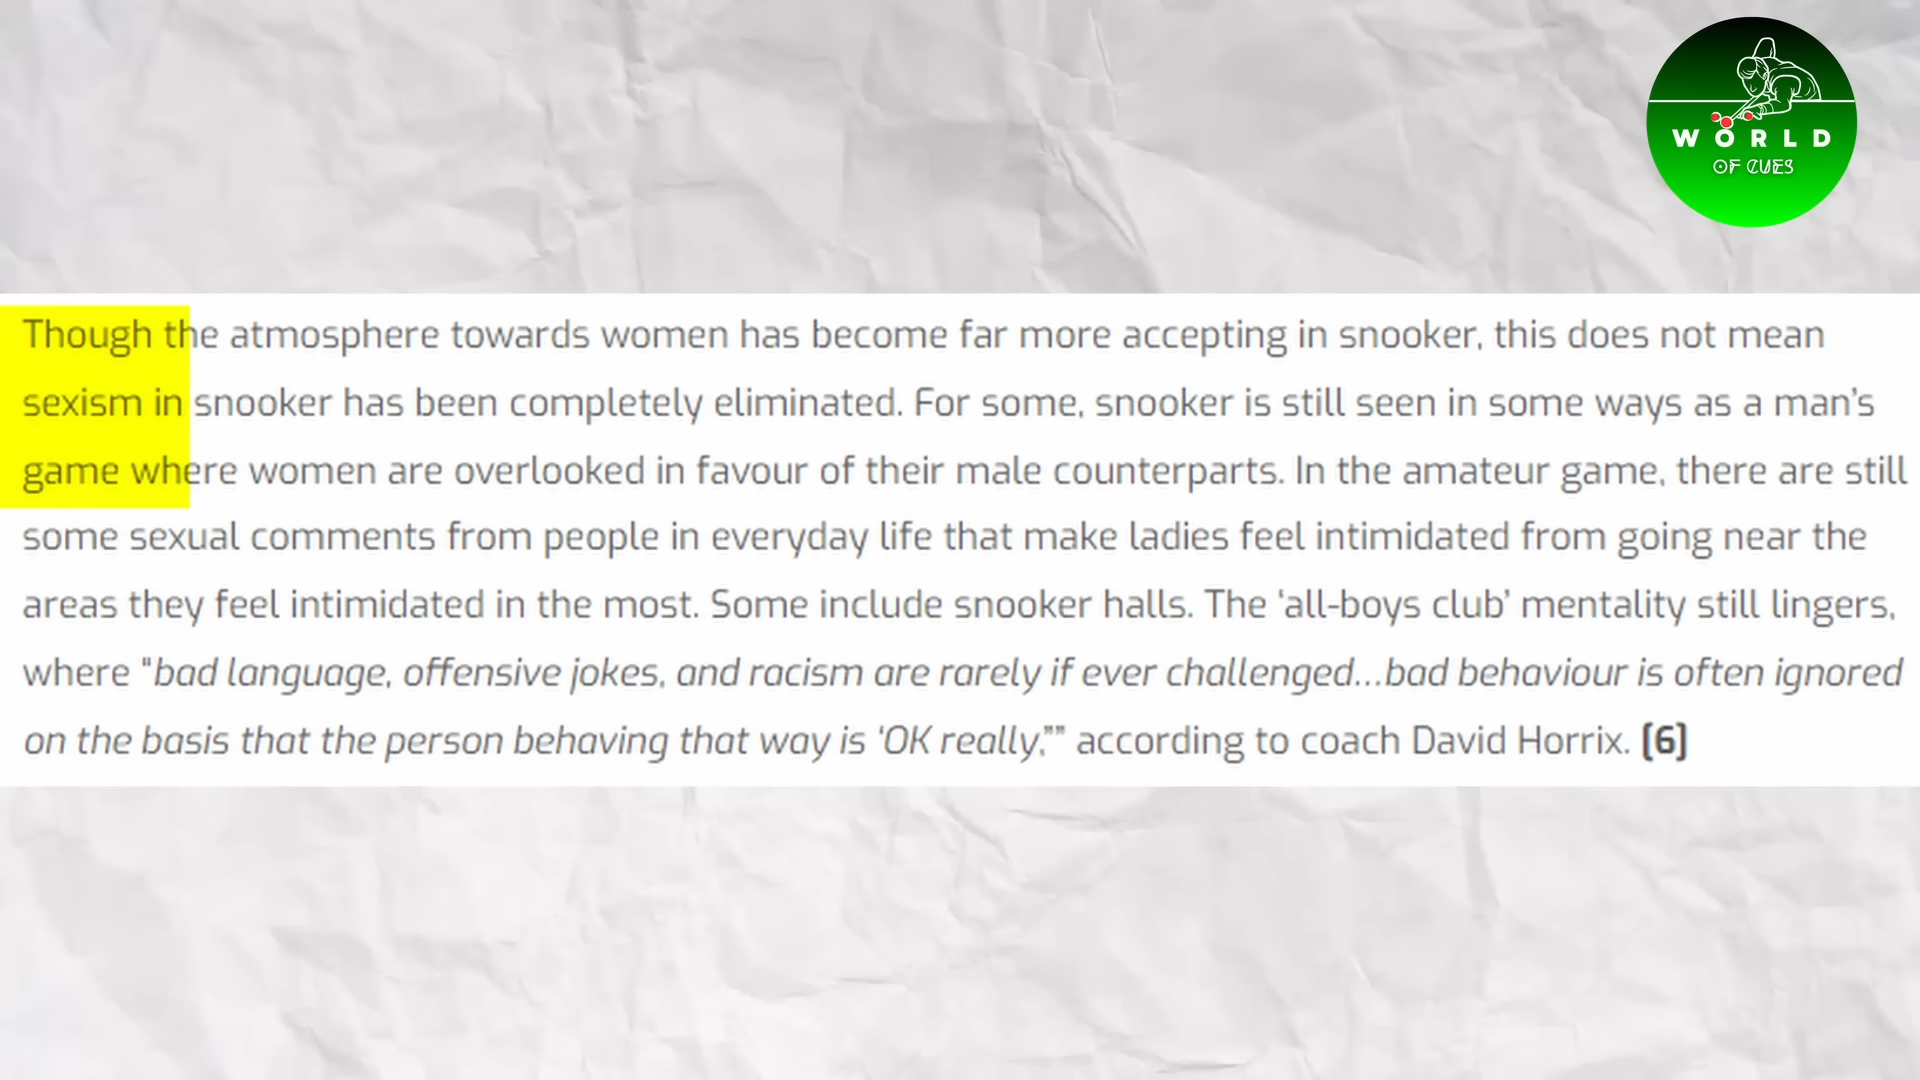 WORLD
OF CUES
Though the atmosphere towards women has become far more accepting in snooker, this does not mean
sexism in snooker has been completely eliminated. For some, snooker is still seen in some ways as a man’s
game where women are overlooked in favour of their male counterparts. In the amateur game, there are still
some sexual comments from people in everyday life that make ladies feel intimidated from going near the
areas they feel intimidated in the most. Some include snooker halls. The ‘all-boys club’ mentality still lingers,
where "bad language, offensive jokes, and racism are rarely if ever challenged...bad behaviour is often ignored
on the basis that the person behaving that way is ‘OK really,”” according to coach David Horrix. [6]